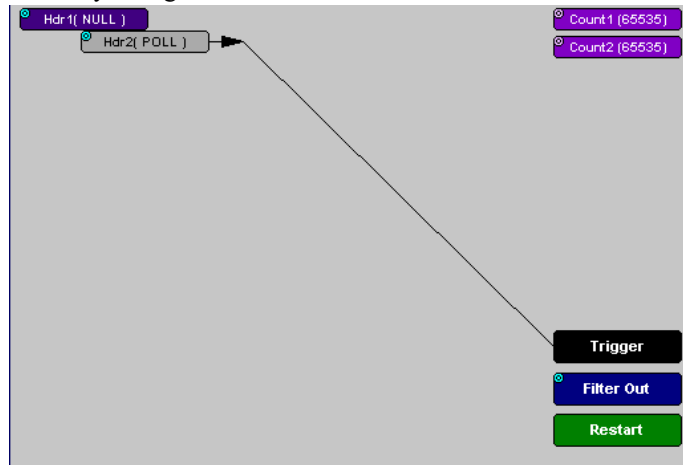 Hdr1( NULL )
Count1 (65535)
Hdr2( POLL )
Count2 (65535)
Trigger
Filter Out
Restart